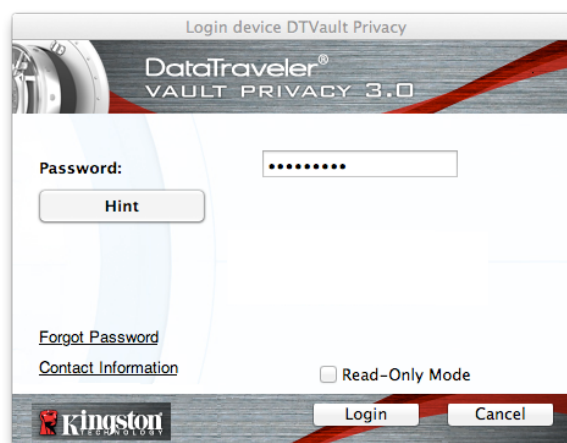 Login device DTVault Privacy
DataTraveler®
VAULT PRIVACY 3.0
Password:
•••••••••
Hint
Forgot Password
Contact Information
Read-Only Mode
Kingston
TECHNOLOGY
Login
Cancel